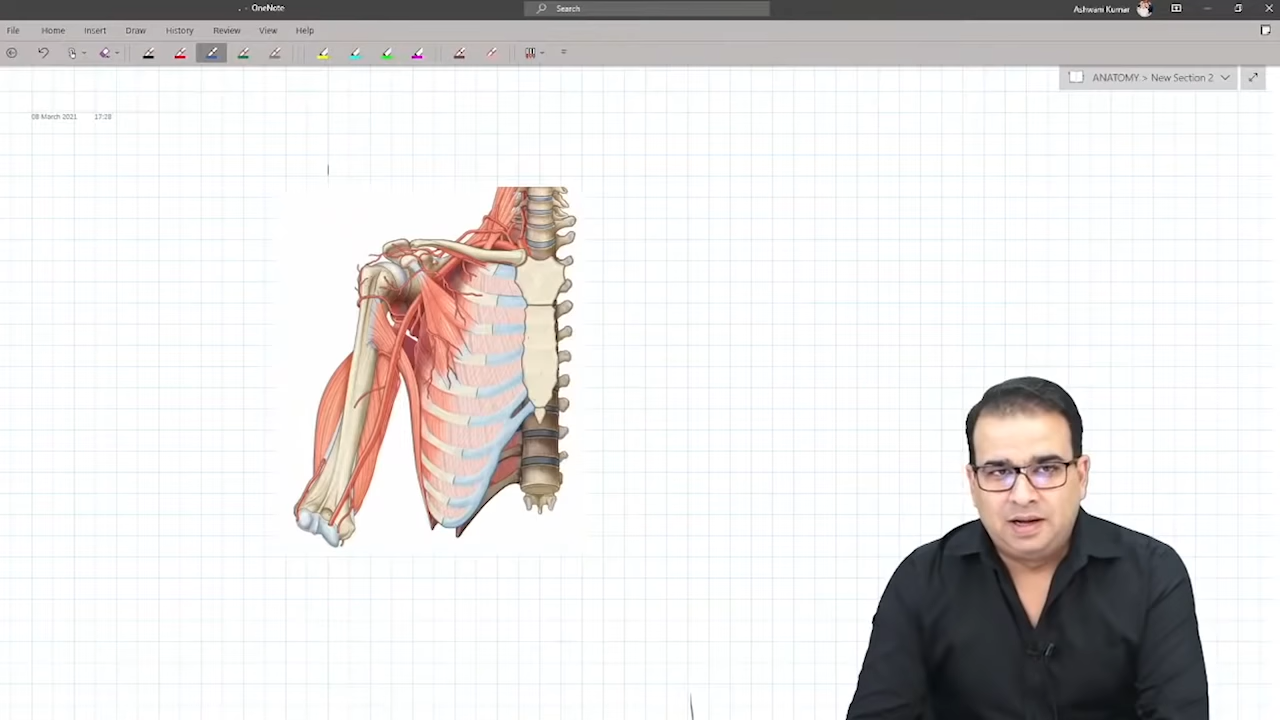 . - OneNote
Search
Ashwani Kumar
File Home Insert Draw Review History View Help
ANATOMY > New Section 2
08 March 2021 17:28